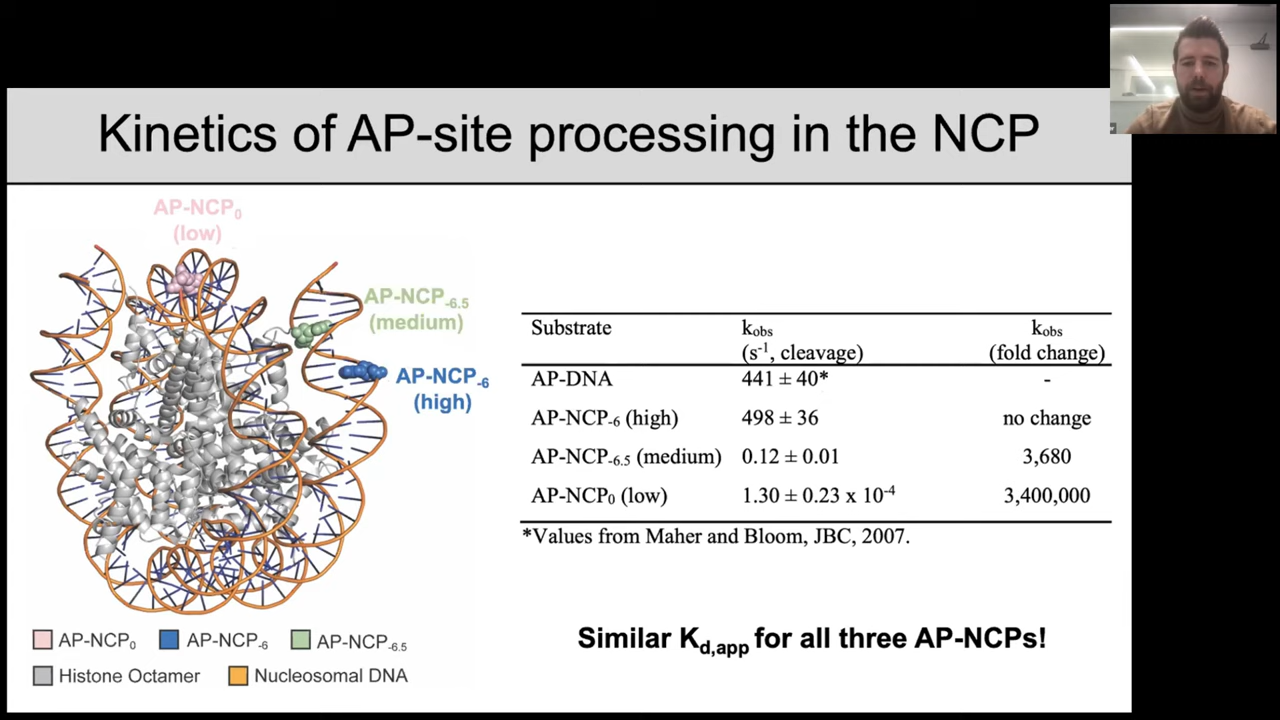 Kinetics of AP-site processing in the NCP
AP-NCP₀
(low)
AP-NCP₋₆.₅
(medium)
AP-NCP₋₆
(high)
Substrate kobs kobs
(s⁻¹, cleavage) (fold change)
AP-DNA 441 ± 40* -
AP-NCP₋₆ (high) 498 ± 36 no change
AP-NCP₋₆.₅ (medium) 0.12 ± 0.01 3,680
AP-NCP₀ (low) 1.30 ± 0.23 x 10⁻⁴ 3,400,000
*Values from Maher and Bloom, JBC, 2007.
Similar Kd,app for all three AP-NCPs!
AP-NCP₀ AP-NCP₋₆ AP-NCP₋₆.₅
Histone Octamer Nucleosomal DNA